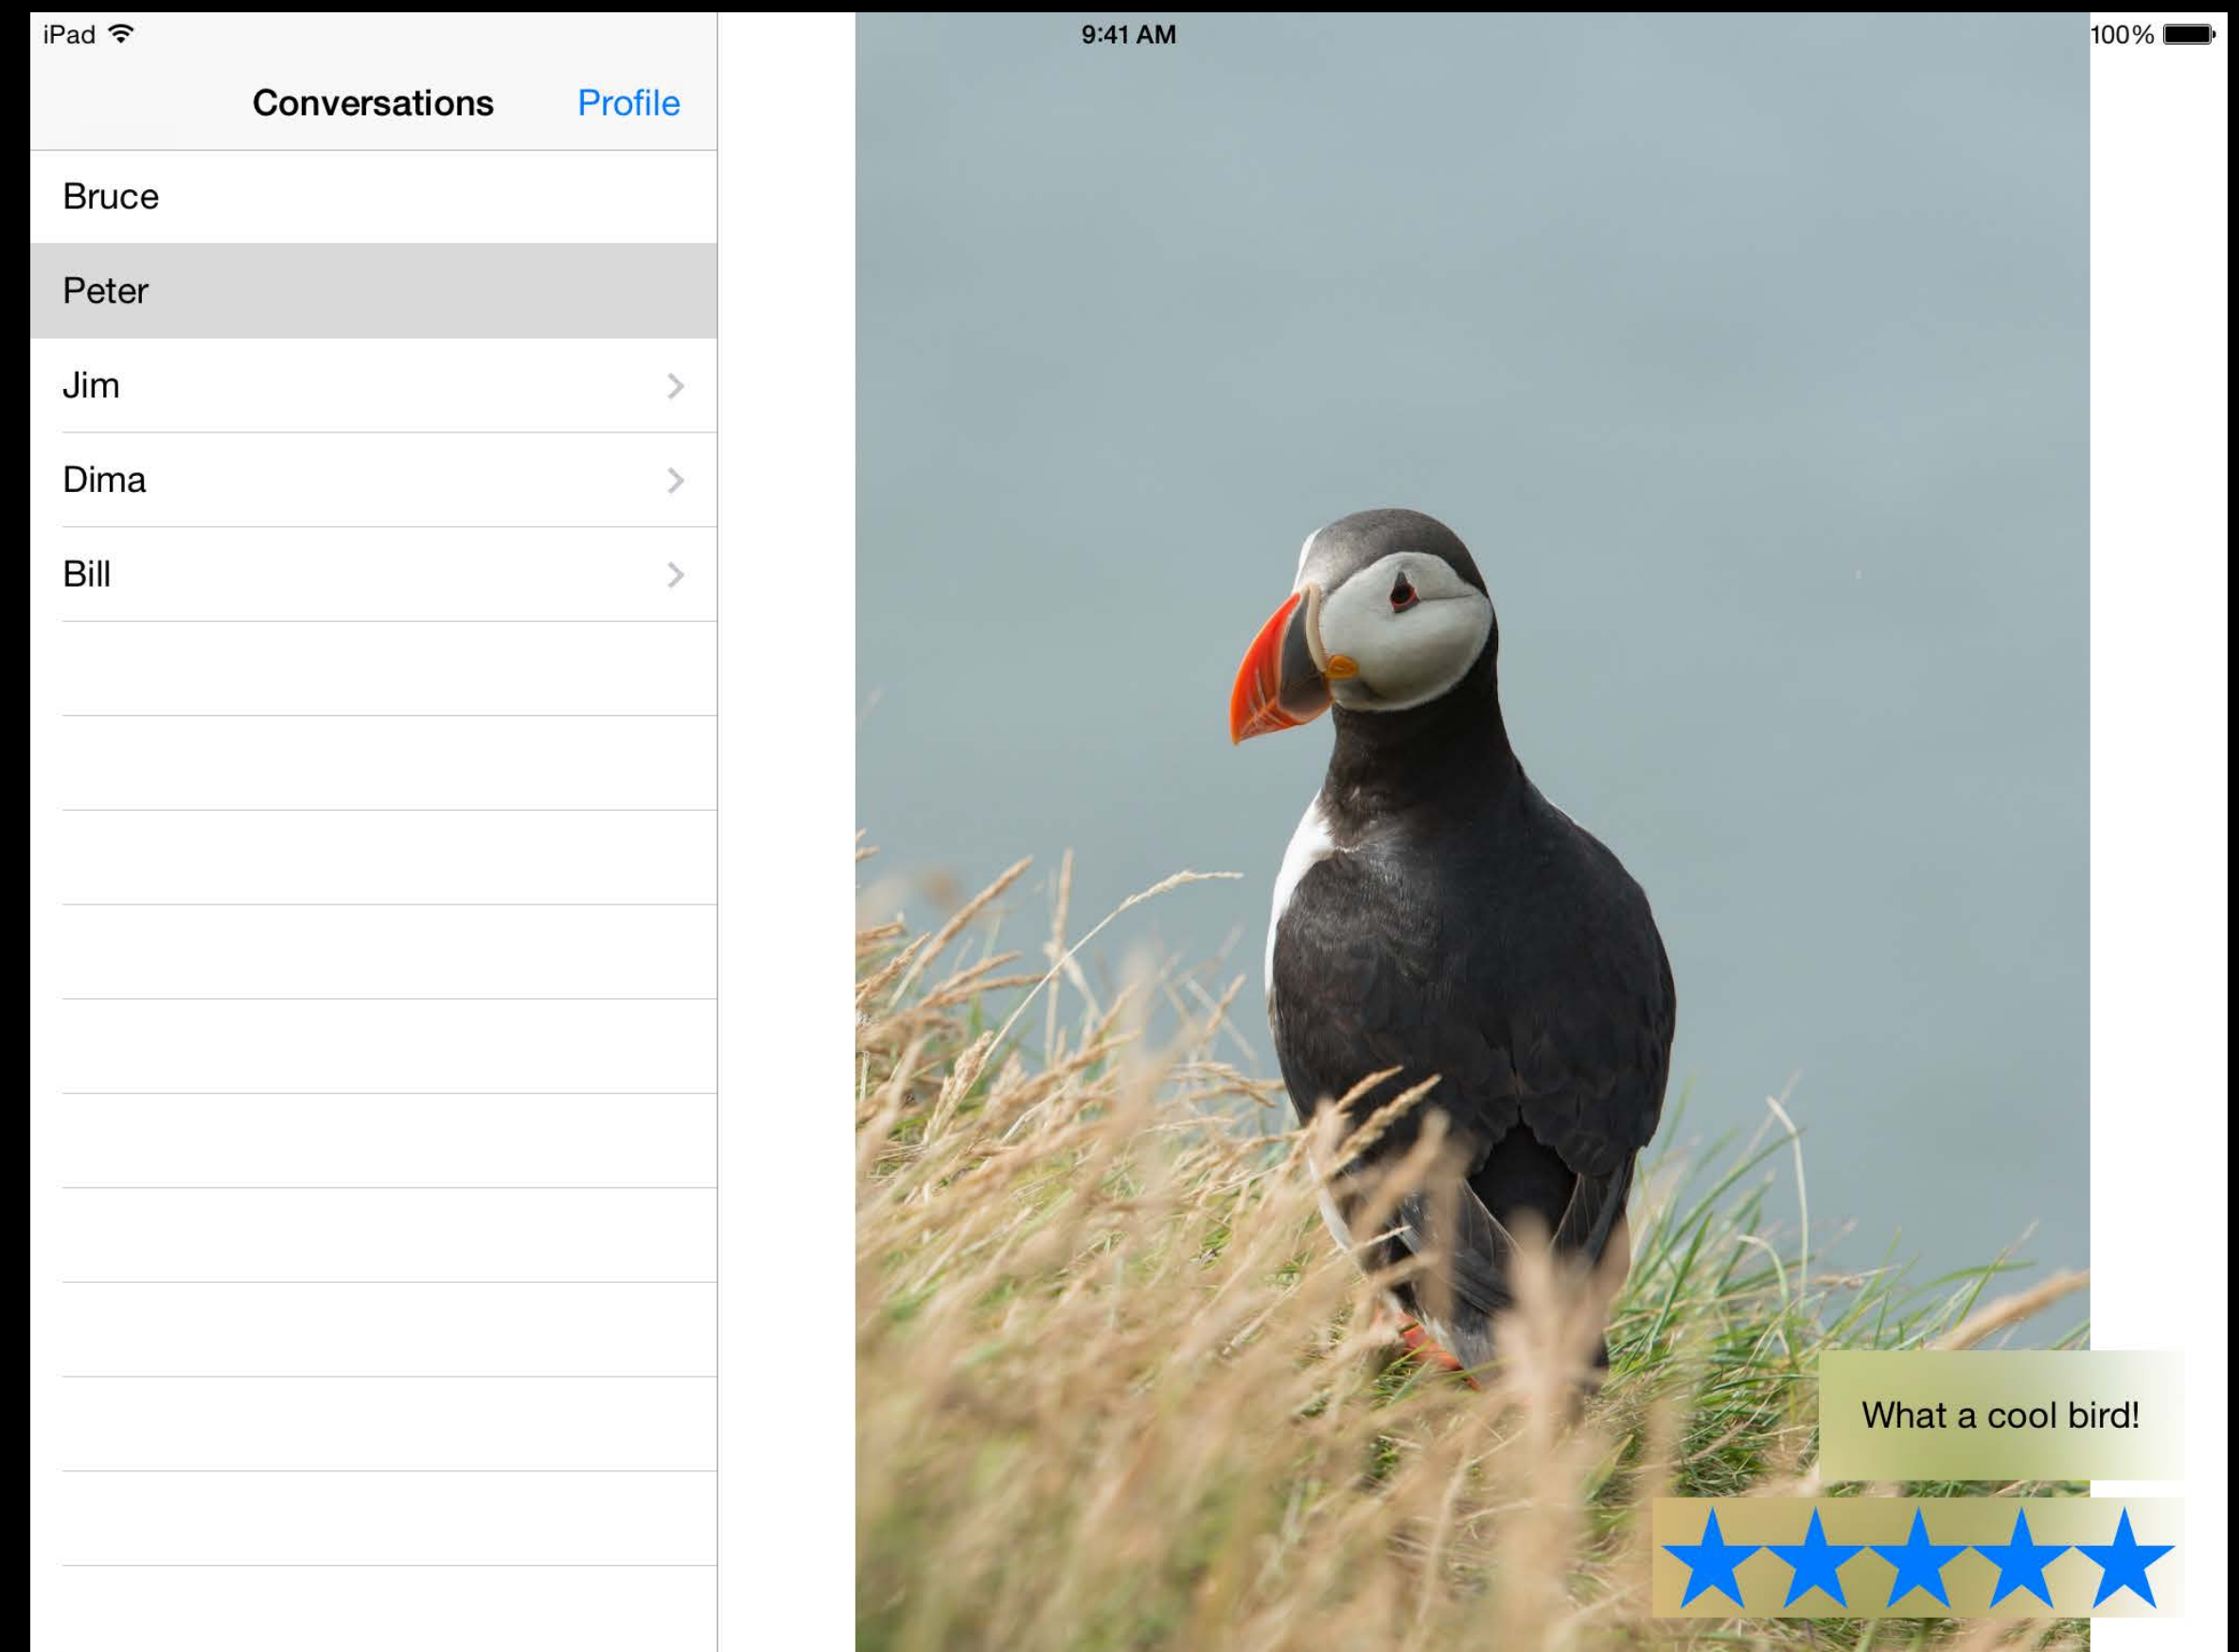 iPad
9:41 AM
100%
Conversations
Profile
Bruce
Peter
Jim
Dima
Bill
What a cool bird!